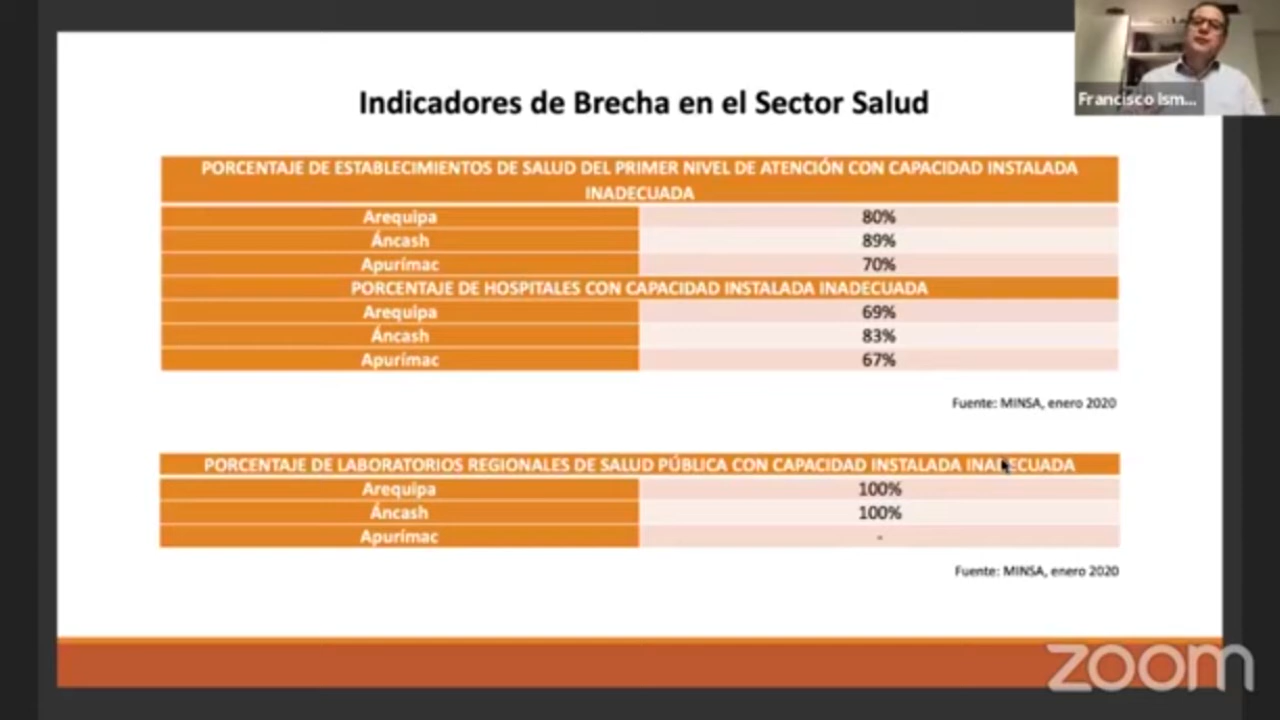 Francisco Ism...
Indicadores de Brecha en el Sector Salud
PORCENTAJE DE ESTABLECIMIENTOS DE SALUD DEL PRIMER NIVEL DE ATENCIÓN CON CAPACIDAD INSTALADA
INADECUADA
Arequipa 80%
Áncash 89%
Apurímac 70%
PORCENTAJE DE HOSPITALES CON CAPACIDAD INSTALADA INADECUADA
Arequipa 69%
Áncash 83%
Apurímac 67%
Fuente: MINSA, enero 2020
PORCENTAJE DE LABORATORIOS REGIONALES DE SALUD PÚBLICA CON CAPACIDAD INSTALADA INADECUADA
Arequipa 100%
Áncash 100%
Apurímac -
Fuente: MINSA, enero 2020
zoom